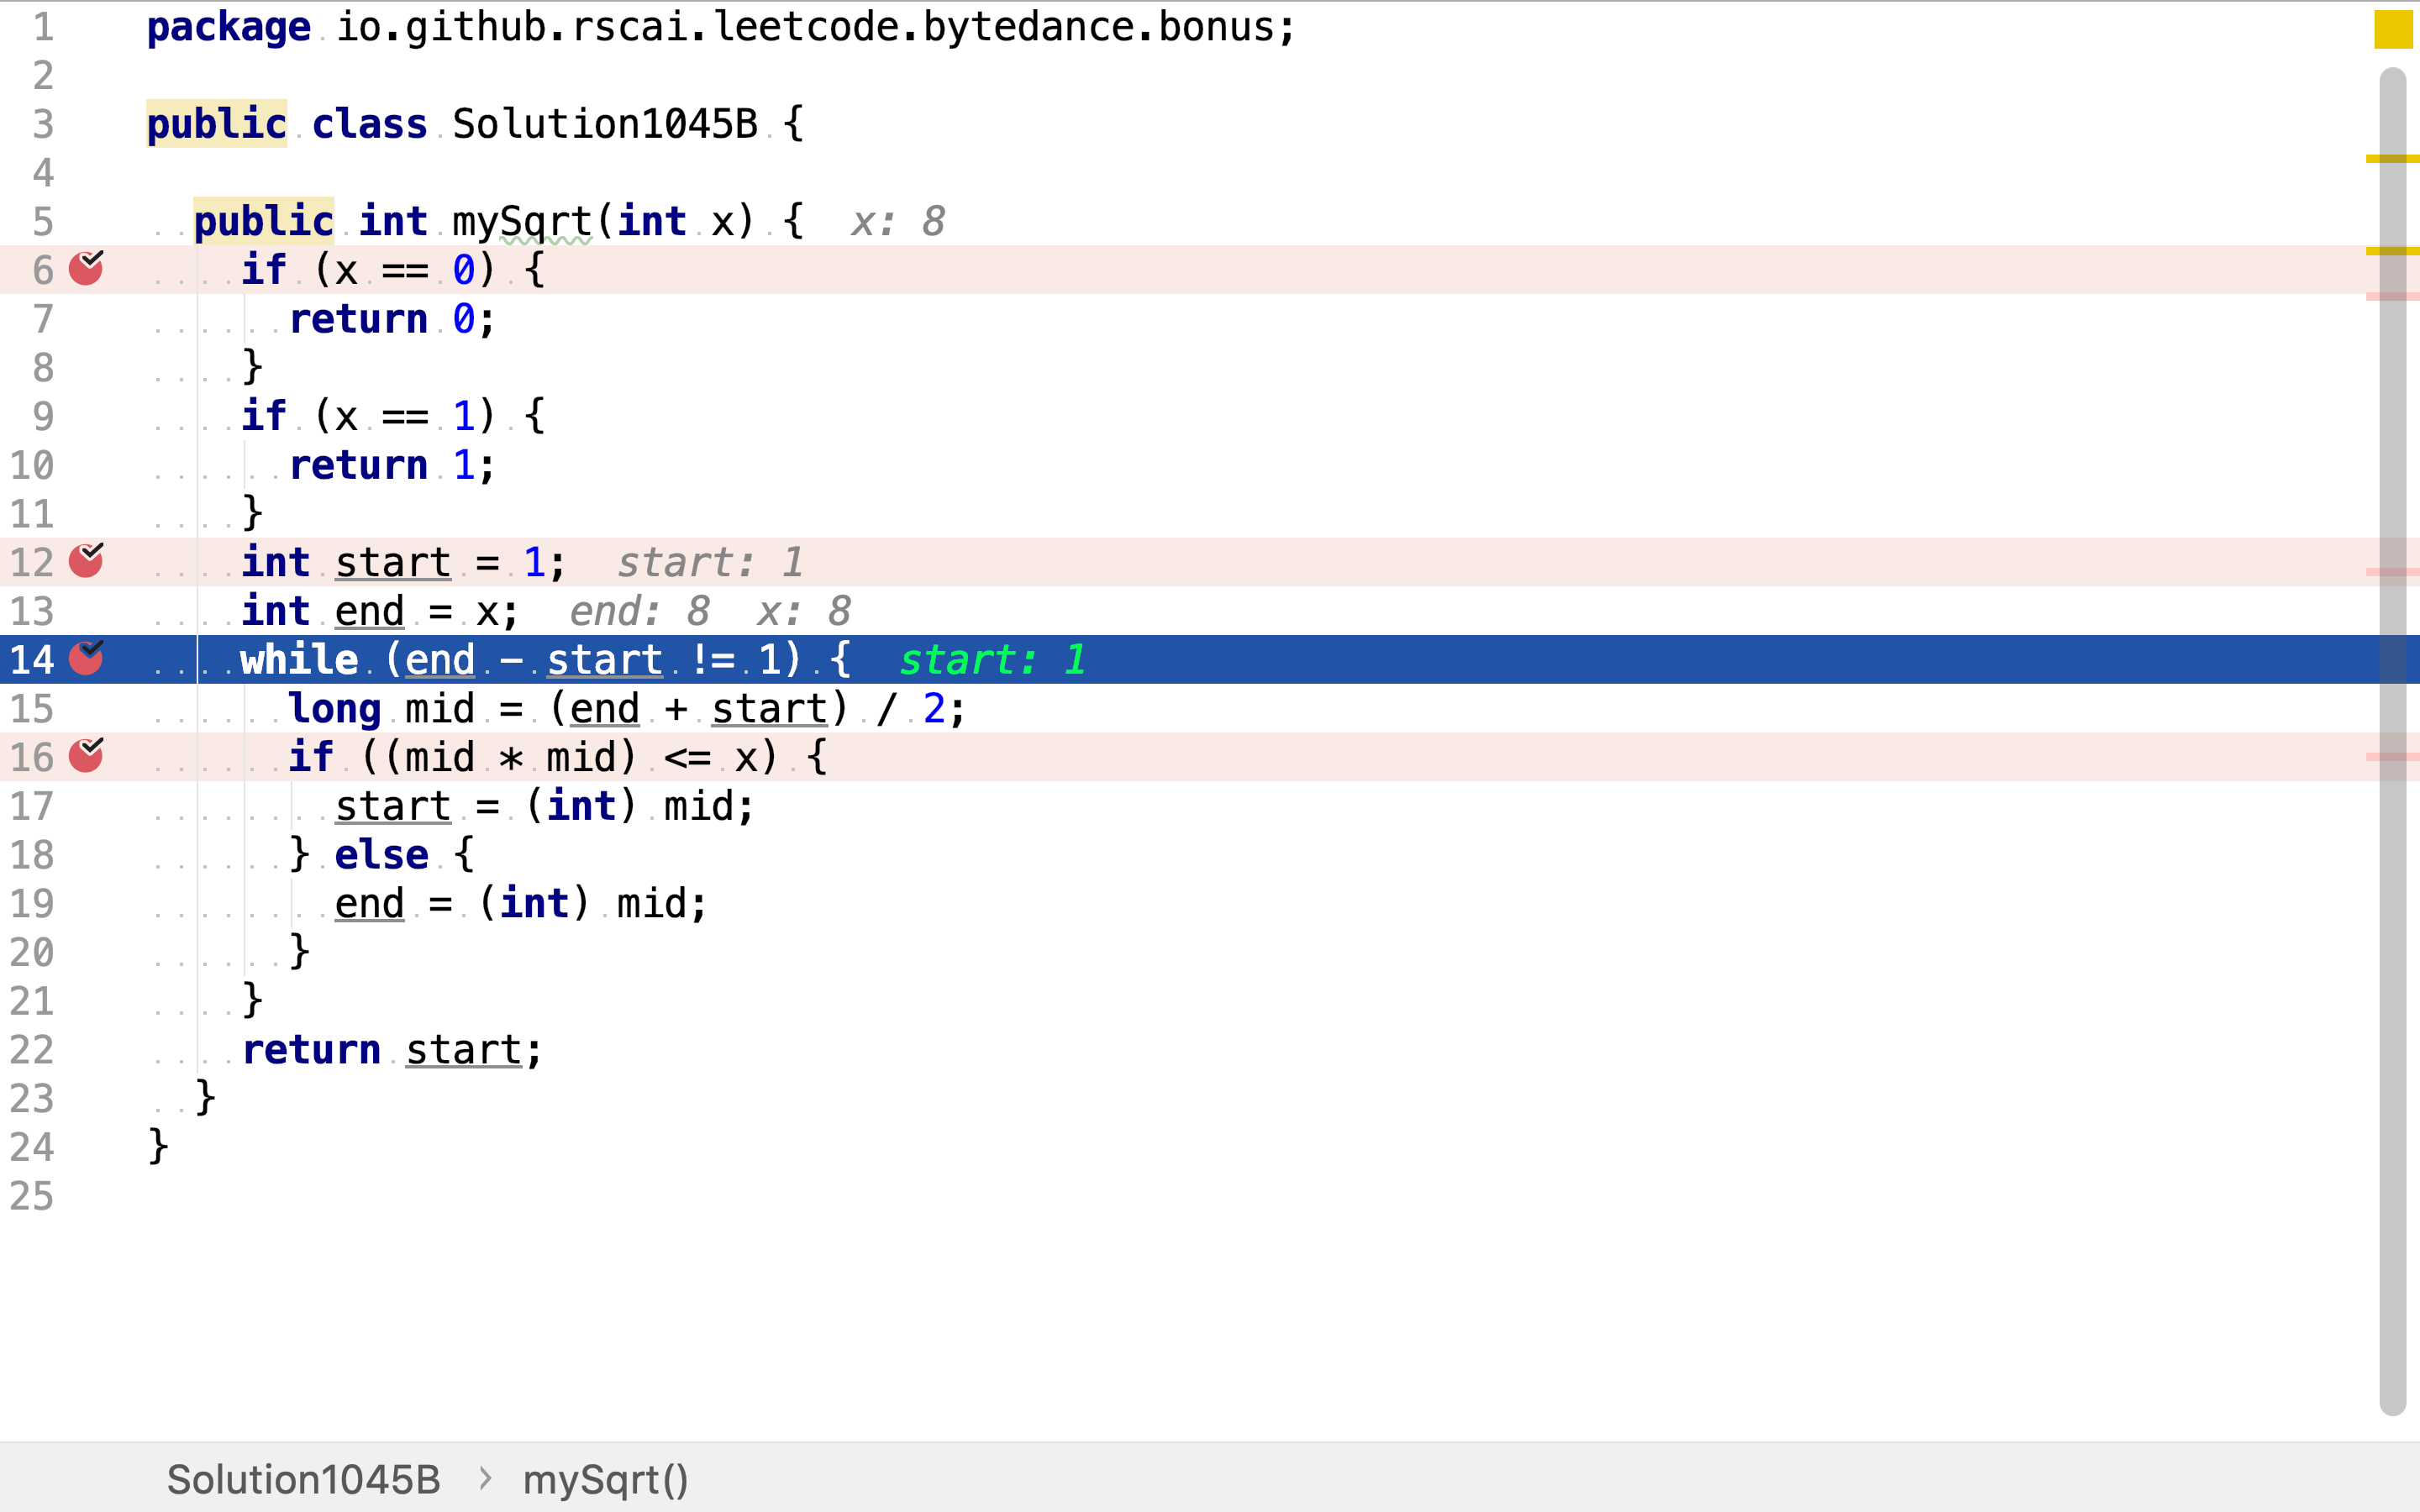 1 package io.github.rscai.leetcode.bytedance.bonus;
2
3 public class Solution1045B {
4
5 public int mySqrt(int x) { x: 8
6 if (x == 0) {
7 return 0;
8 }
9 if (x == 1) {
10 return 1;
11 }
12 int start = 1; start: 1
13 int end = x; end: 8 x: 8
14 while (end - start != 1) { start: 1
15 long mid = (end + start) / 2;
16 if ((mid * mid) <= x) {
17 start = (int) mid;
18 } else {
19 end = (int) mid;
20 }
21 }
22 return start;
23 }
24 }
25
Solution1045B > mySqrt()